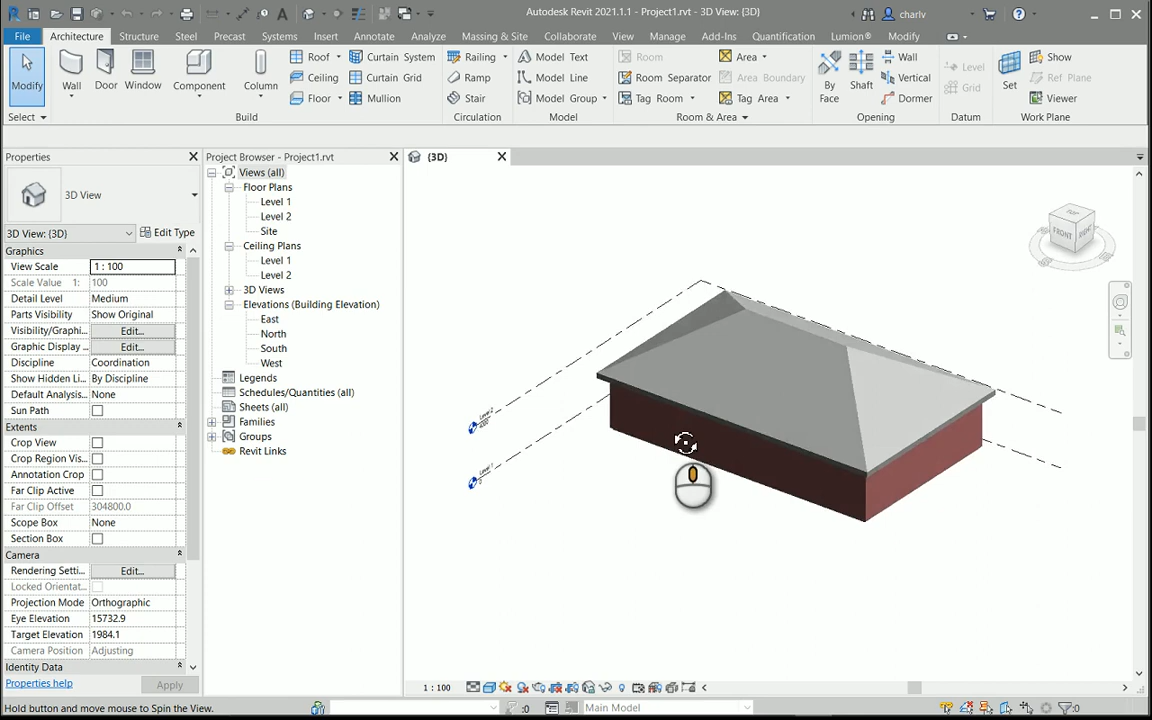 Autodesk Revit 2021.1.1 - Project1.rvt - 3D View: {3D}
charlv
File Architecture Structure Steel Precast Systems Insert Annotate Analyze Massing & Site Collaborate View Manage Add-Ins Quantification Lumion® Modify
Modify Wall Door Window Component Column Roof Curtain System Railing Model Text Room Area By Face Shaft Wall Level Set Show
Ceiling Curtain Grid Ramp Model Line Room Separator Area Boundary Vertical Grid Ref Plane
Floor Mullion Stair Model Group Tag Room Tag Area Dormer Viewer
Select Build Circulation Model Room & Area Opening Datum Work Plane
Properties
3D View
3D View: {3D} Edit Type
Graphics
View Scale 1 : 100
Scale Value 1: 100
Detail Level Medium
Parts Visibility Show Original
Visibility/Graphi... Edit...
Graphic Display ... Edit...
Discipline Coordination
Show Hidden Li... By Discipline
Default Analysis... None
Sun Path
Extents
Crop View
Crop Region Vis...
Annotation Crop
Far Clip Active
Far Clip Offset 304800.0
Scope Box None
Section Box
Camera
Rendering Setti... Edit...
Locked Orientat...
Projection Mode Orthographic
Eye Elevation 15732.9
Target Elevation 1984.1
Camera Position Adjusting
Identity Data
Properties help Apply
Project Browser - Project1.rvt
Views (all)
Floor Plans
Level 1
Level 2
Site
Ceiling Plans
Level 1
Level 2
3D Views
Elevations (Building Elevation)
East
North
South
West
Legends
Schedules/Quantities (all)
Sheets (all)
Families
Groups
Revit Links
{3D}
TOP
FRONT
RIGHT
Level 2
Level 1
0
1 : 100
Hold button and move mouse to Spin the View.
:0
Main Model
:0